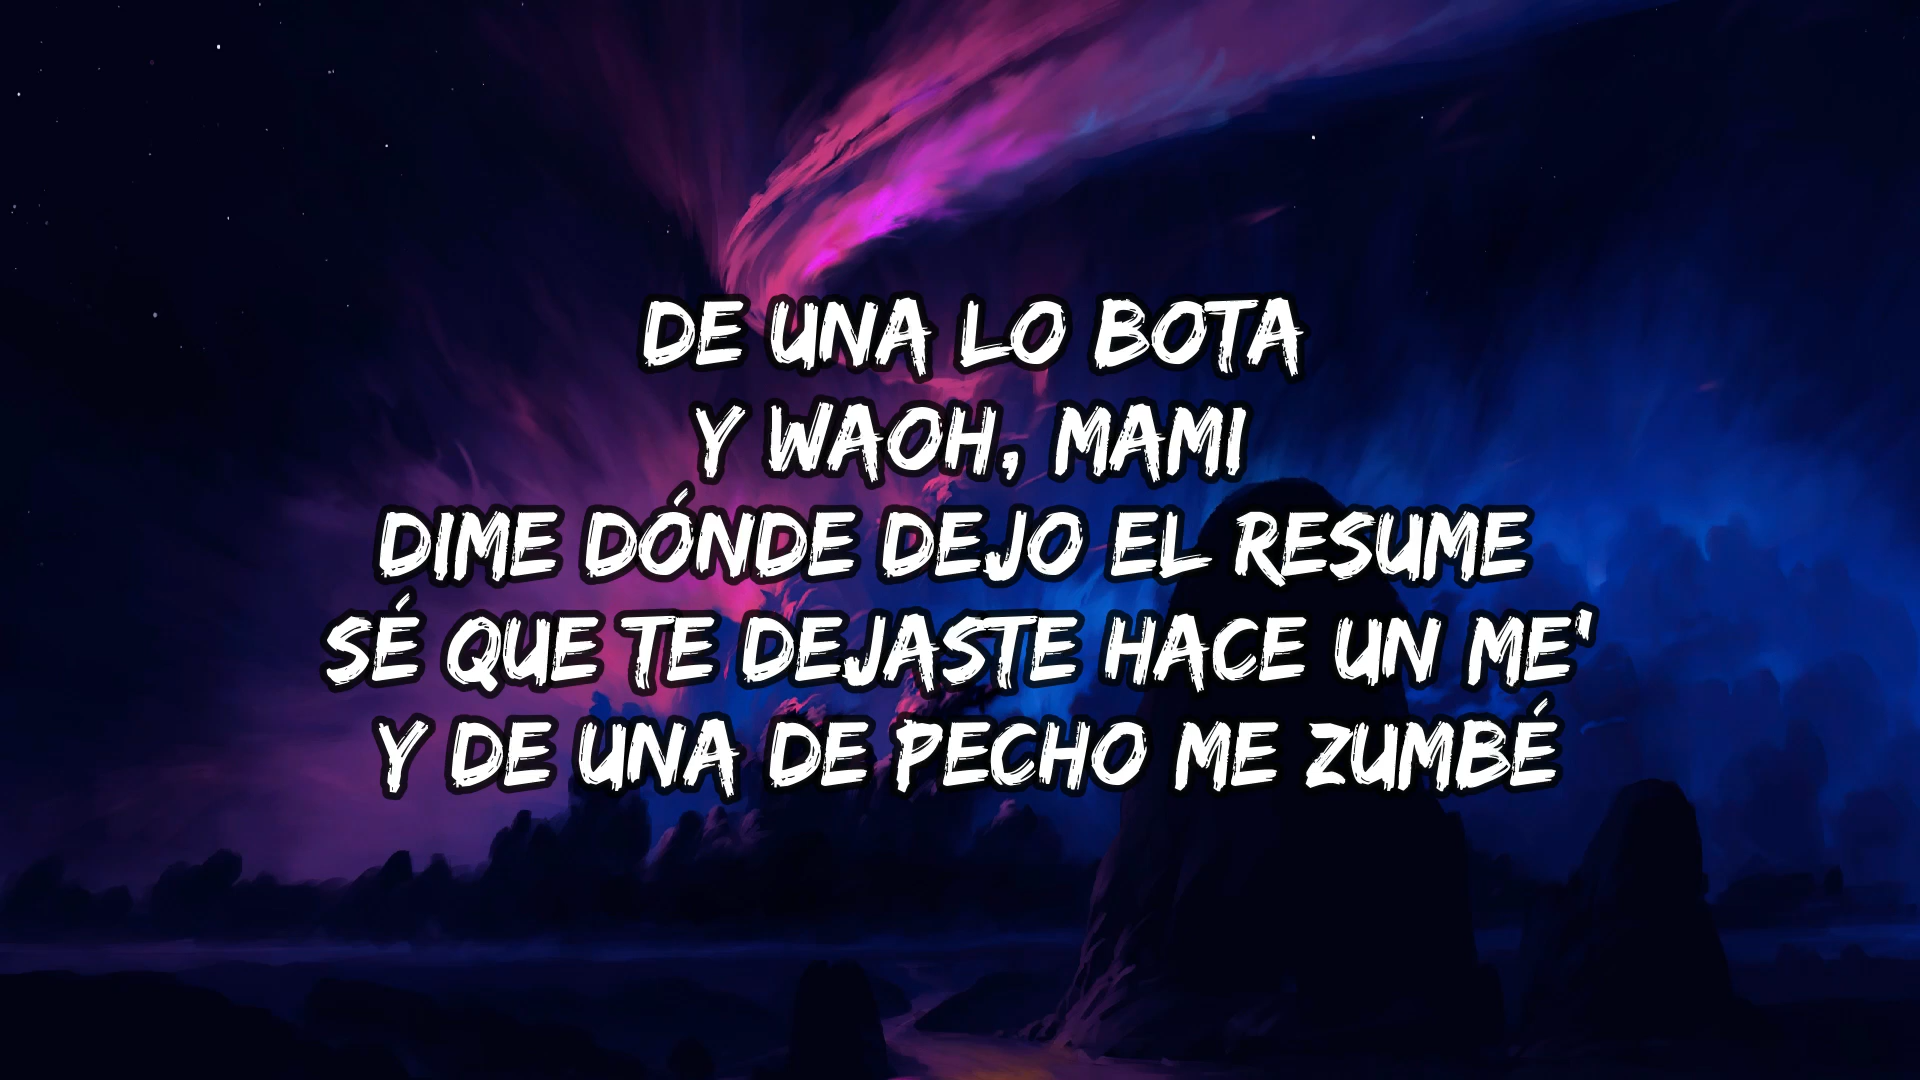 DE UNA LO BOTA
Y WAOH, MAMI
DIME DÓNDE DEJO EL RESUME
SÉ QUE TE DEJASTE HACE UN ME'
Y DE UNA DE PECHO ME ZUMBÉ